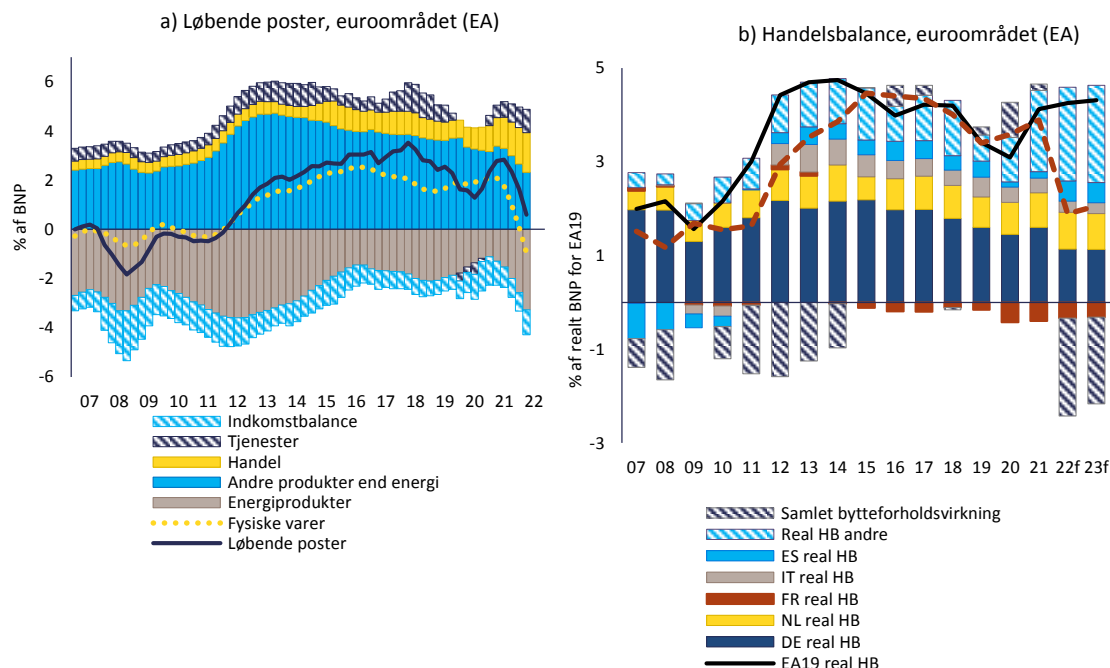 a) Løbende poster, euroområdet (EA)
% af BNP
6
4
2
0
-2
-4
-6
07 08 09 10 11 12 13 14 15 16 17 18 19 20 21 22
Indkomstbalance
Tjenester
Handel
Andre produkter end energi
Energiprodukter
Fysiske varer
Løbende poster
b) Handelsbalance, euroområdet (EA)
% af realt BNP for EA19
5
3
1
-1
-3
07 08 09 10 11 12 13 14 15 16 17 18 19 20 21 22f 23f
Samlet bytteforholdsvirkning
Real HB andre
ES real HB
IT real HB
FR real HB
NL real HB
DE real HB
EA19 real HB